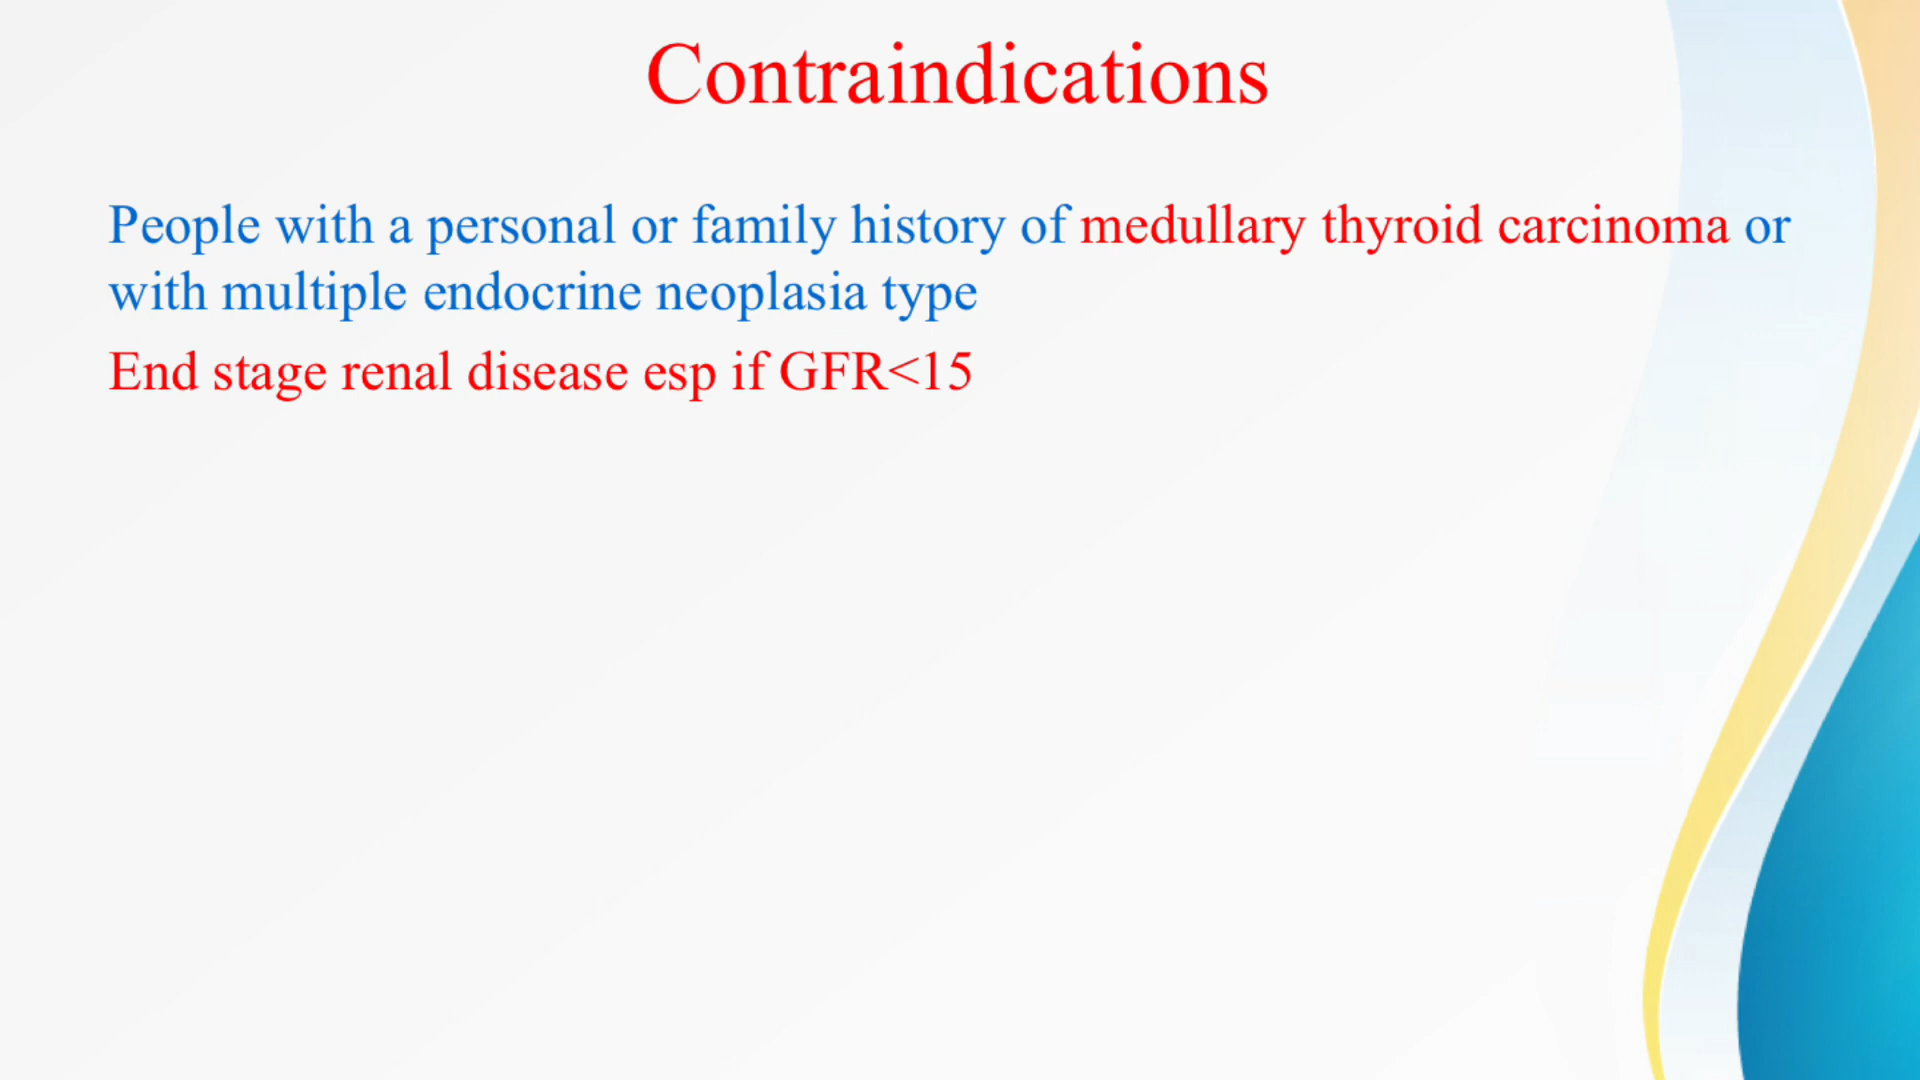 Contraindications
People with a personal or family history of medullary thyroid carcinoma or
with multiple endocrine neoplasia type
End stage renal disease esp if GFR<15